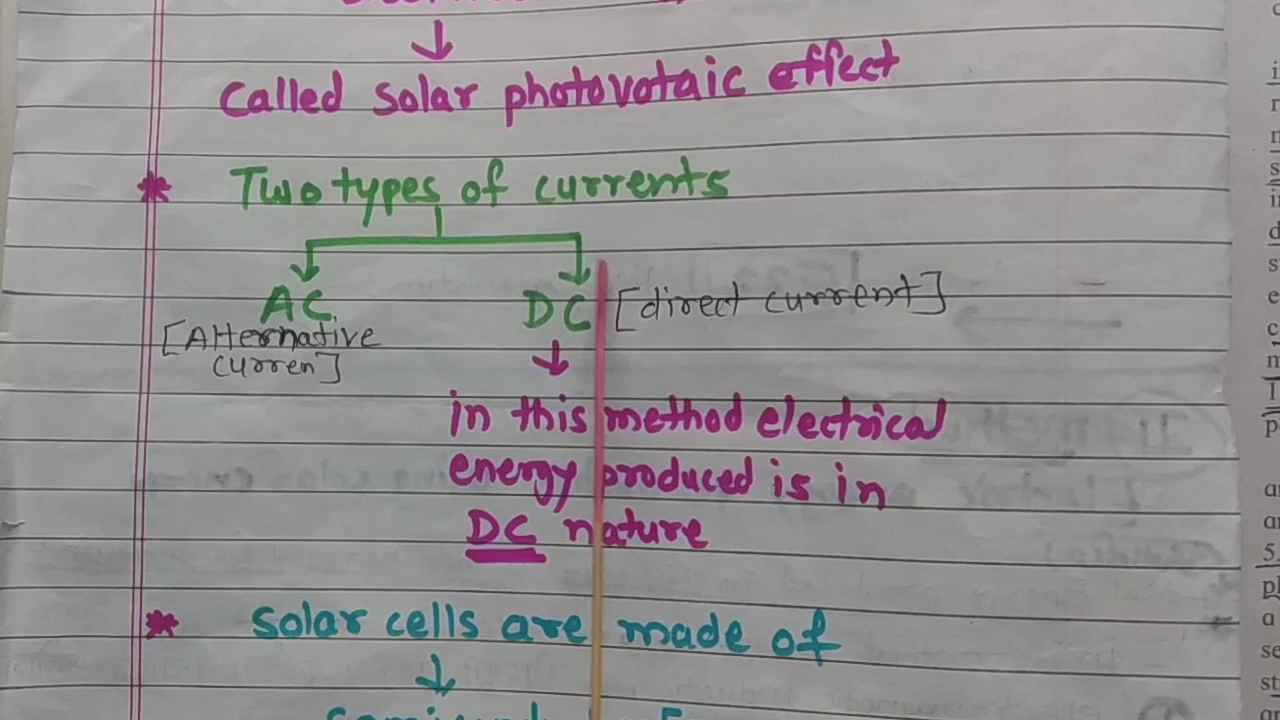 called solar photovotaic effect
* Two types of currents
AC DC [direct current]
[Alternative
curren]
in this method electrical
energy produced is in
DC nature
* solar cells are made of